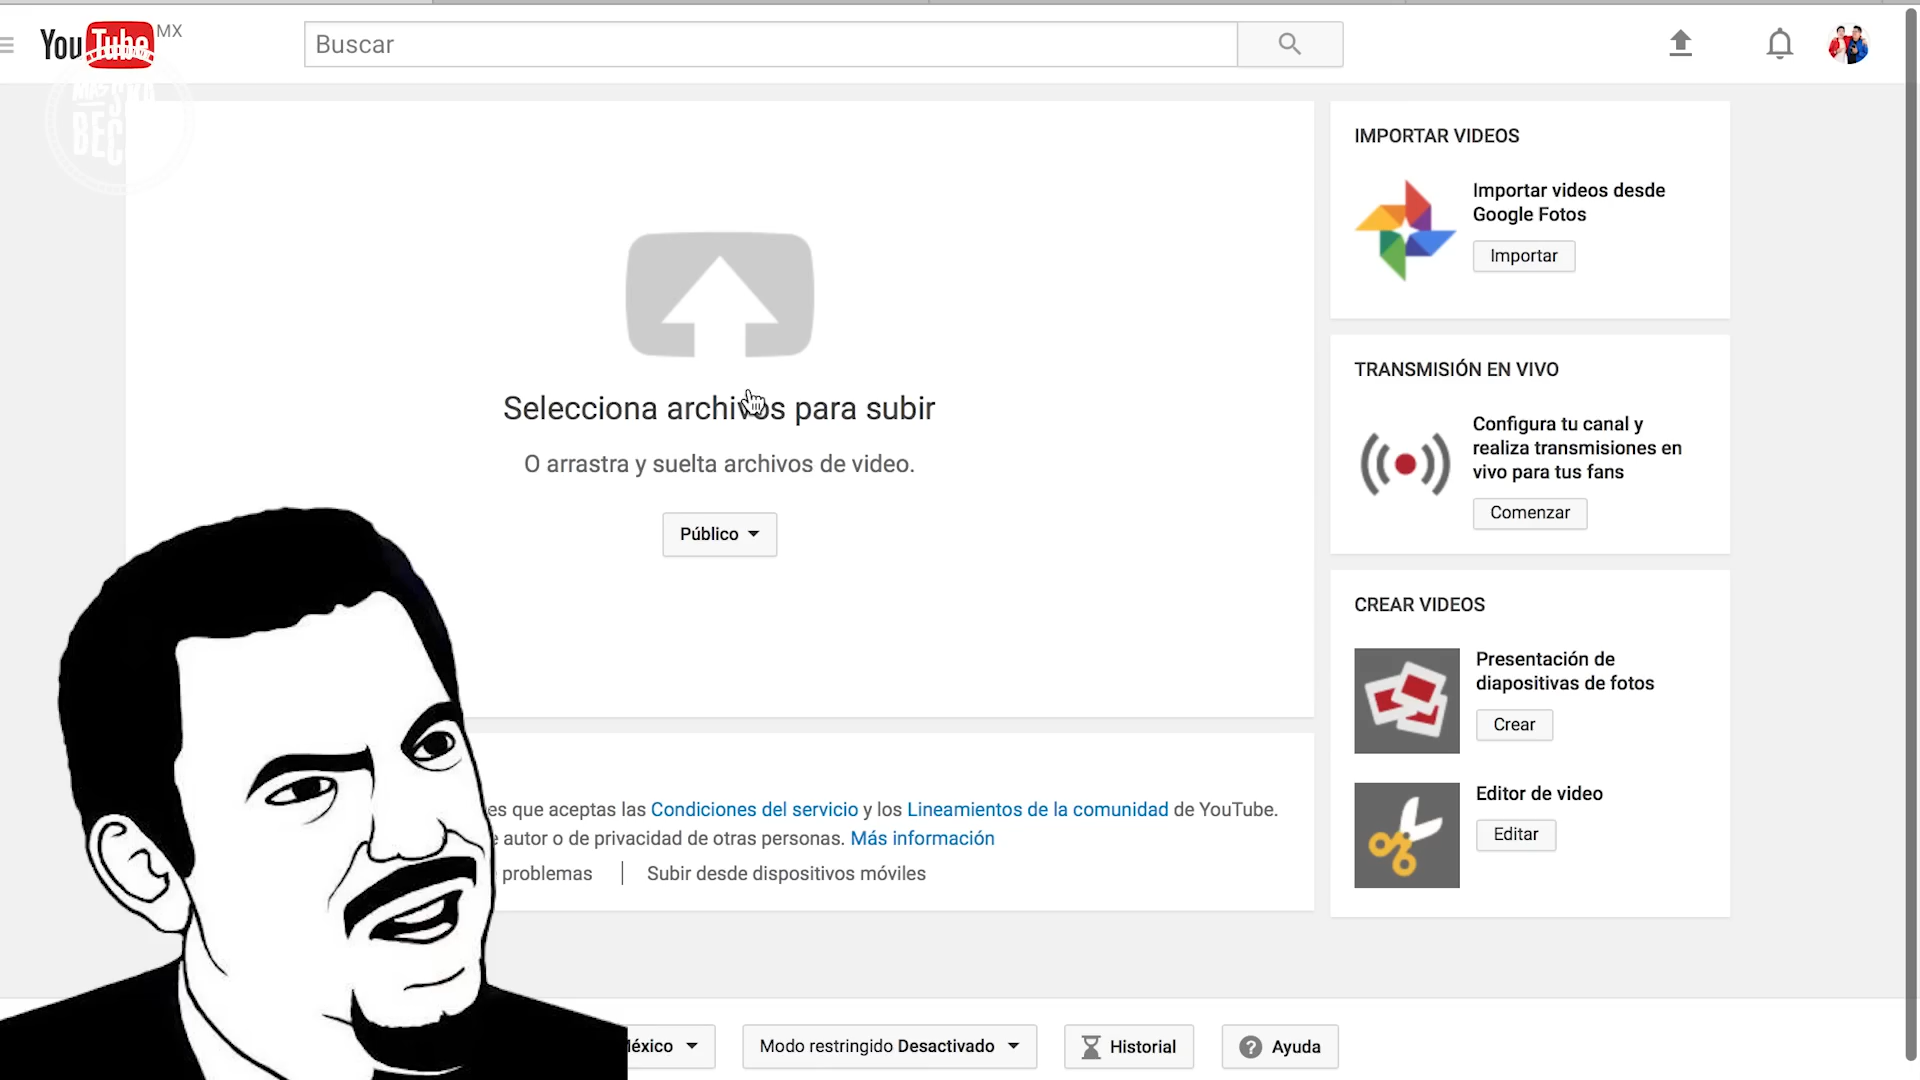 YouTube MX
Buscar
MAS SKA
BEC
Selecciona archivos para subir
O arrastra y suelta archivos de video.
Público
IMPORTAR VIDEOS
Importar videos desde
Google Fotos
Importar
TRANSMISIÓN EN VIVO
Configura tu canal y
realiza transmisiones en
vivo para tus fans
Comenzar
CREAR VIDEOS
Presentación de
diapositivas de fotos
Crear
Editor de video
Editar
es que aceptas las Condiciones del servicio y los Lineamientos de la comunidad de YouTube.
autor o de privacidad de otras personas. Más información
problemas | Subir desde dispositivos móviles
éxico
Modo restringido Desactivado
Historial
Ayuda